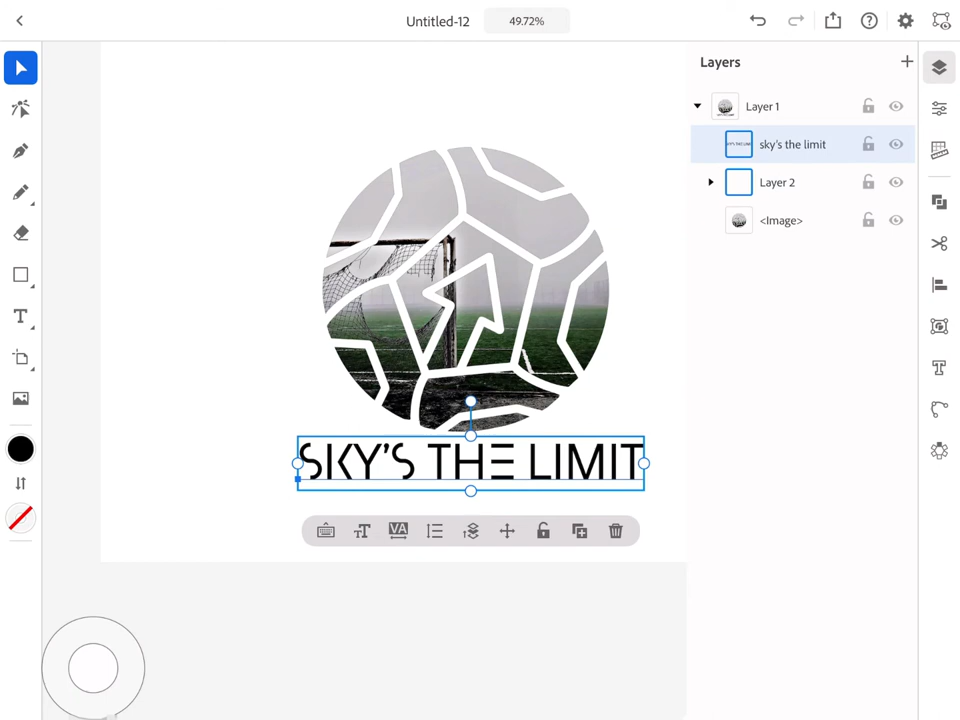 Untitled-12
49.72%
Layers
Layer 1
sky's the limit
Layer 2
<Image>
SKY'S THE LIMIT